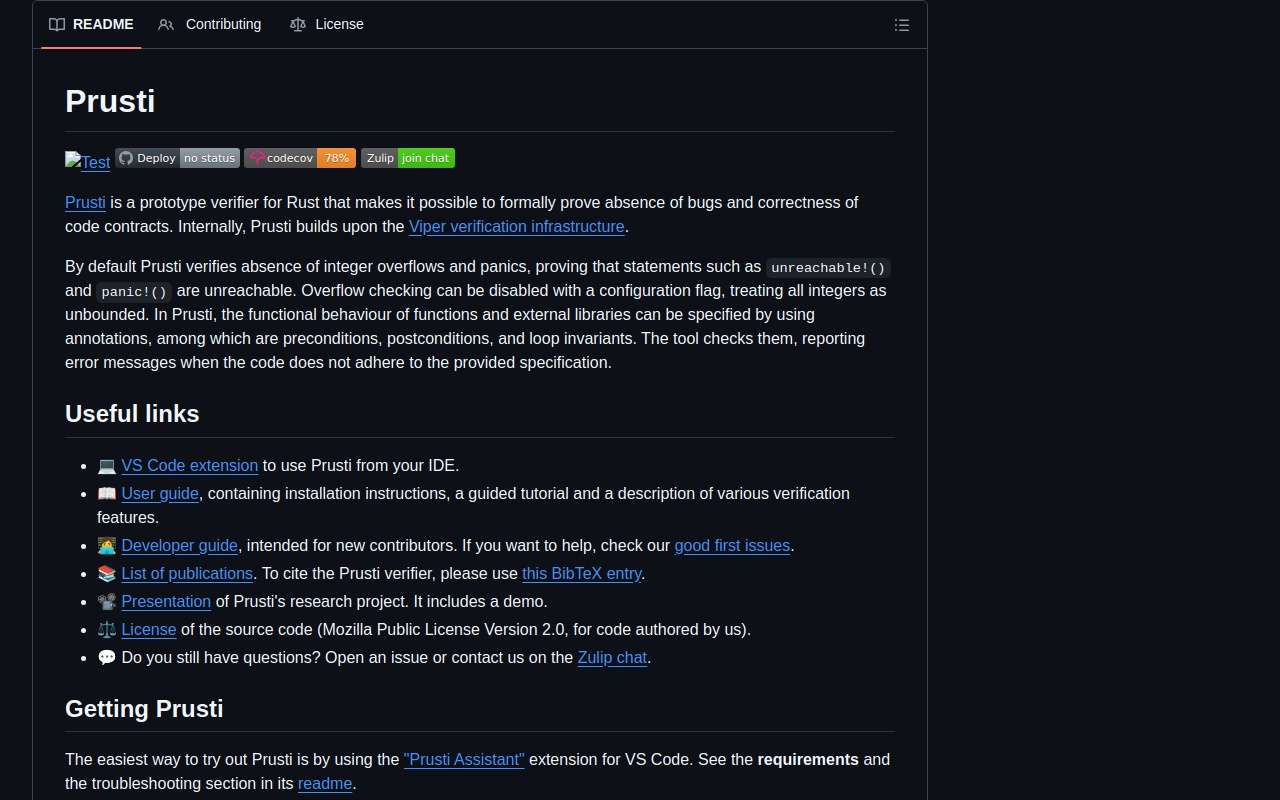 README Contributing License
Prusti
Test Deploy no status codecov 78% Zulip join chat
Prusti is a prototype verifier for Rust that makes it possible to formally prove absence of bugs and correctness of
code contracts. Internally, Prusti builds upon the Viper verification infrastructure.
By default Prusti verifies absence of integer overflows and panics, proving that statements such as unreachable!()
and panic!() are unreachable. Overflow checking can be disabled with a configuration flag, treating all integers as
unbounded. In Prusti, the functional behaviour of functions and external libraries can be specified by using
annotations, among which are preconditions, postconditions, and loop invariants. The tool checks them, reporting
error messages when the code does not adhere to the provided specification.
Useful links
💻 VS Code extension to use Prusti from your IDE.
📖 User guide, containing installation instructions, a guided tutorial and a description of various verification
features.
🧑‍💻 Developer guide, intended for new contributors. If you want to help, check our good first issues.
📚 List of publications. To cite the Prusti verifier, please use this BibTeX entry.
📽️ Presentation of Prusti's research project. It includes a demo.
⚖️ License of the source code (Mozilla Public License Version 2.0, for code authored by us).
💬 Do you still have questions? Open an issue or contact us on the Zulip chat.
Getting Prusti
The easiest way to try out Prusti is by using the "Prusti Assistant" extension for VS Code. See the requirements and
the troubleshooting section in its readme.